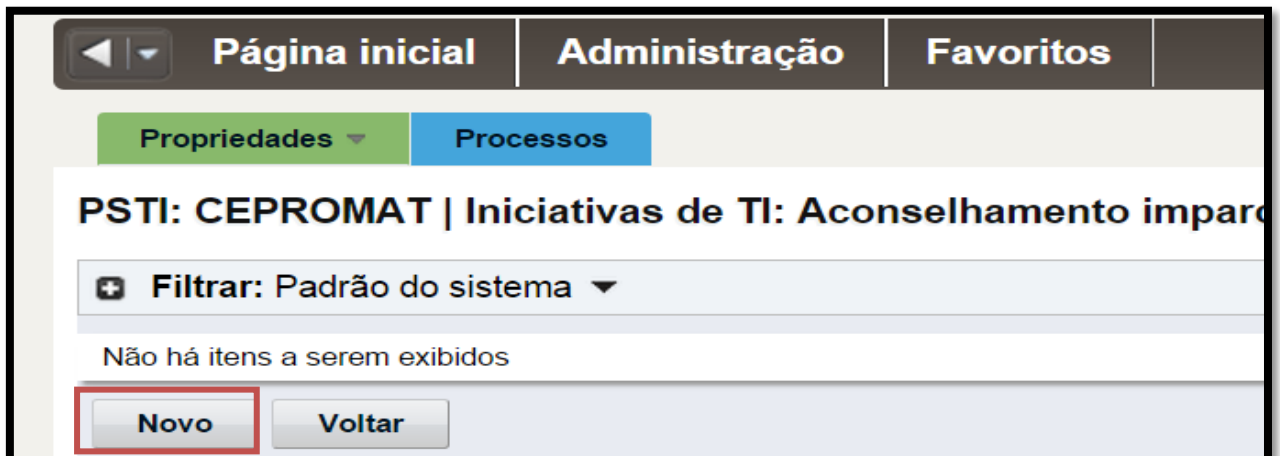 Página inicial Administração Favoritos
Propriedades Processos
PSTI: CEPROMAT | Iniciativas de TI: Aconselhamento
Filtrar: Padrão do sistema
Não há itens a serem exibidos
Novo Voltar